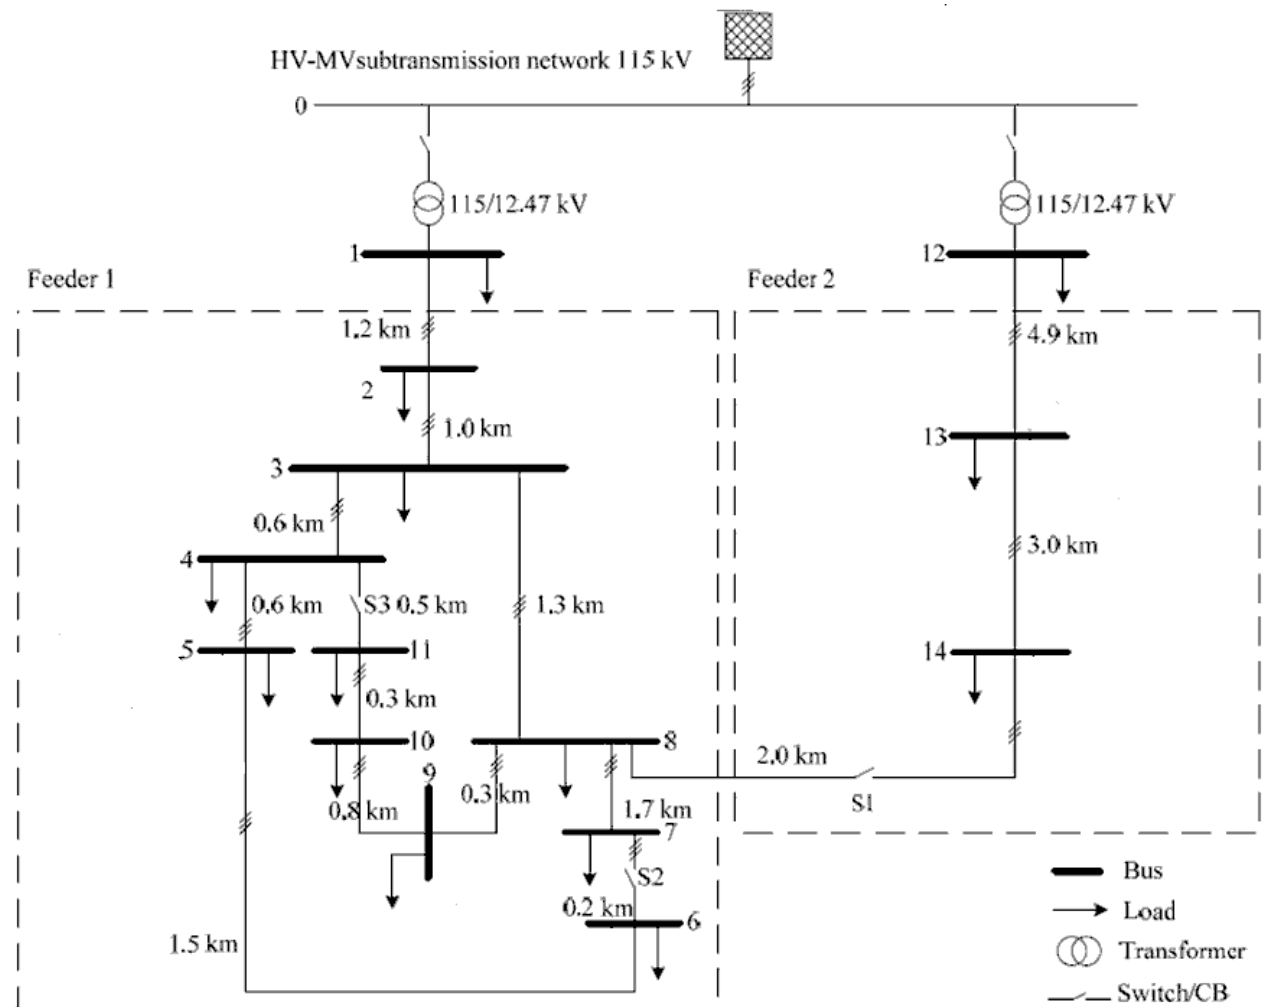 HV-MVsubtransmission network 115 kV
0
115/12.47 kV
115/12.47 kV
1
12
Feeder 1
Feeder 2
1.2 km
4.9 km
2
1.0 km
13
3
0.6 km
3.0 km
4
0.6 km
S3 0.5 km
1.3 km
5
11
14
0.3 km
10
8
9
2.0 km
0.3 km
0.8 km
1.7 km
S1
7
S2
Bus
0.2 km
Load
6
1.5 km
Transformer
Switch/CB